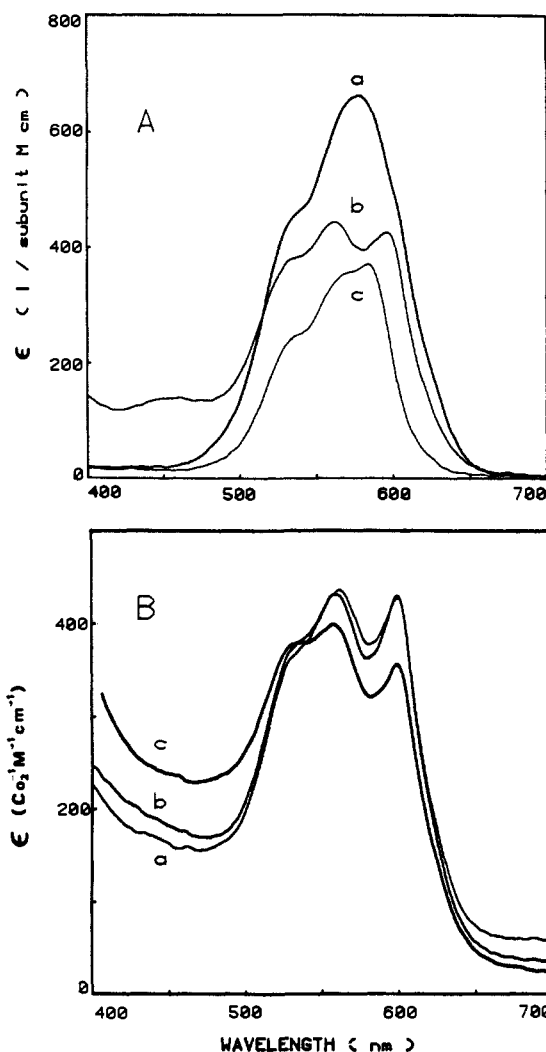 800
a
A
600
b
400
c
200
0
400
500
600
700
ϵ ( l / subunit M cm )
B
400
c
200
b
a
0
400
500
600
700
ϵ (Co₂⁻¹M⁻¹cm⁻¹)
WAVELENGTH ( nm )